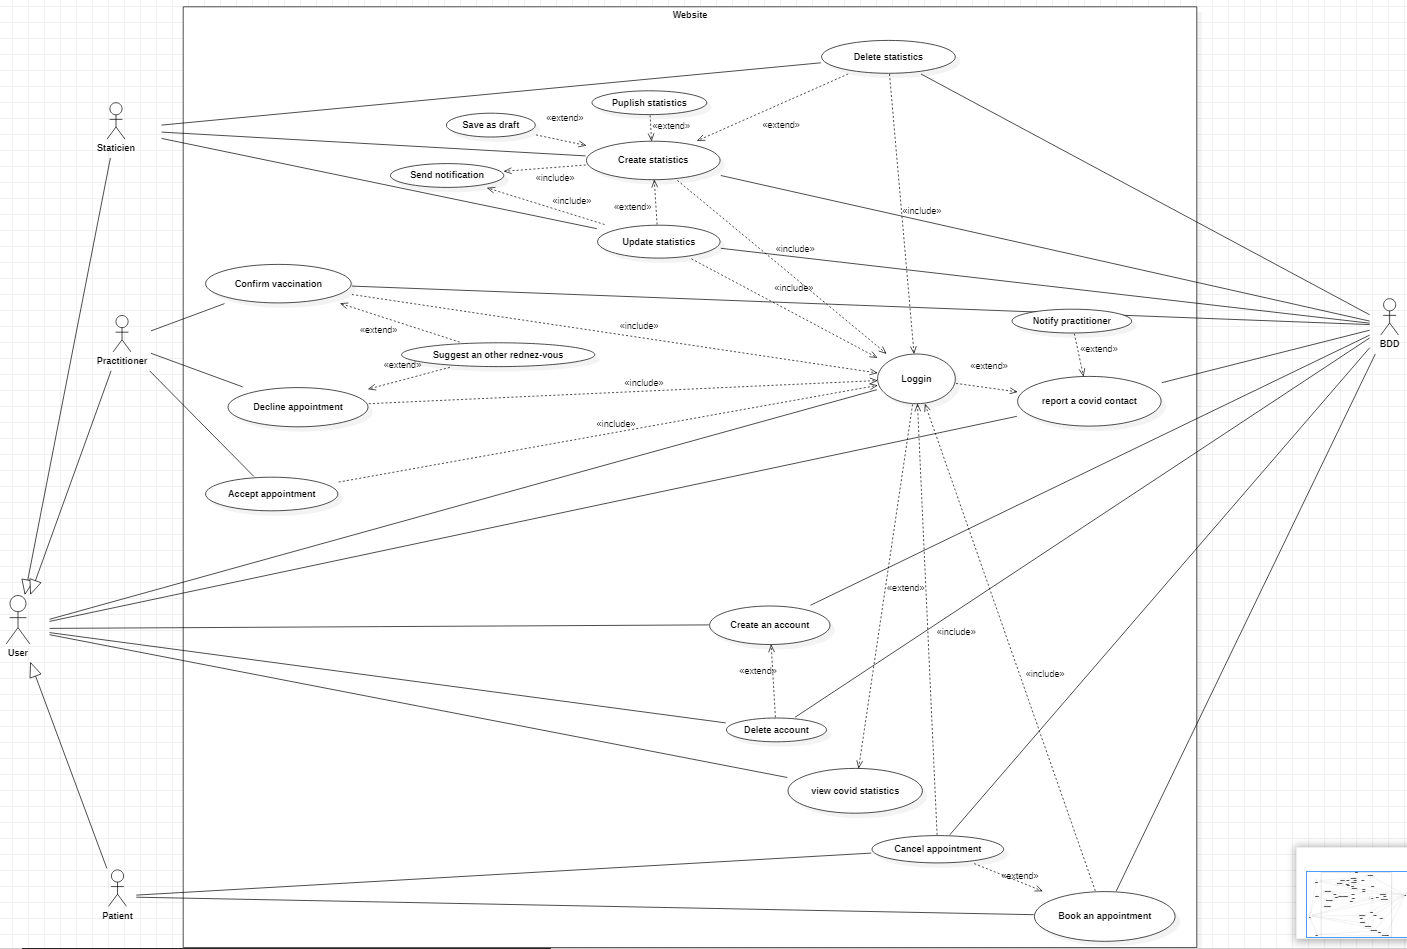 Website
Delete statistics
Puplish statistics
«extend»
Save as draft
«extend»
«extend»
Staticien
Create statistics
Send notification
«include»
«include»
«extend»
«include»
Update statistics
«include»
«include»
Confirm vaccination
Notify practitioner
«extend»
«include»
BDD
«extend»
Suggest an other rednez-vous
Practitioner
«extend»
«extend»
Loggin
«include»
report a covid contact
Decline appointment
«include»
Accept appointment
«extend»
Create an account
«include»
User
«extend»
«include»
Delete account
view covid statistics
Cancel appointment
«extend»
Patient
Book an appointment